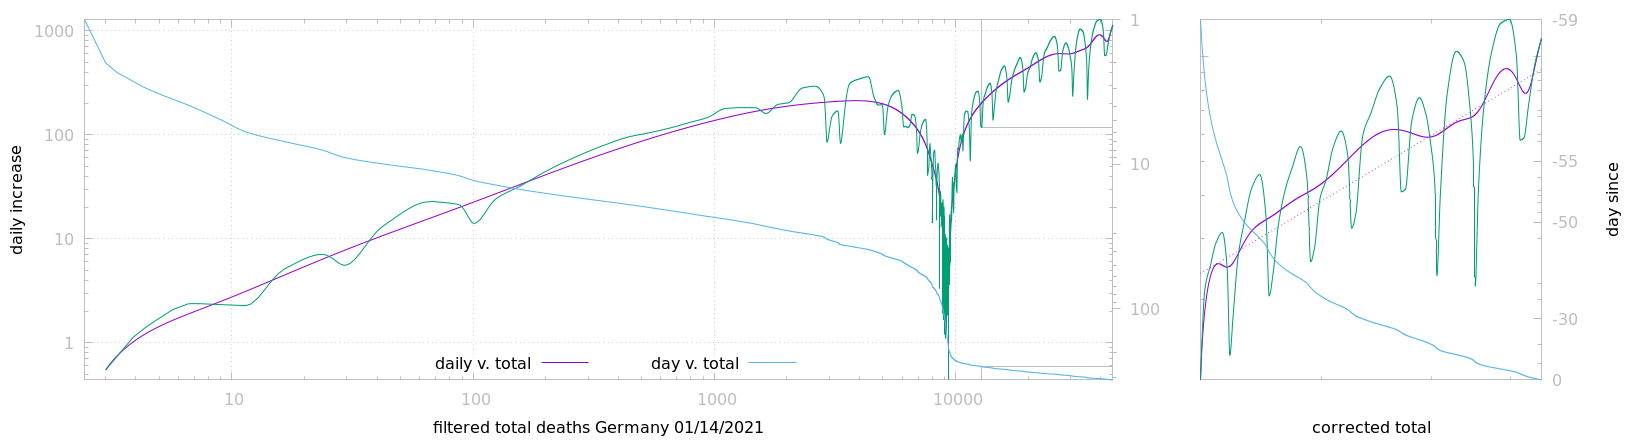 daily increase
1000
100
10
1
10
100
1000
10000
filtered total deaths Germany 01/14/2021
daily v. total
day v. total
1
10
100
-59
-55
-50
-30
0
day since
corrected total